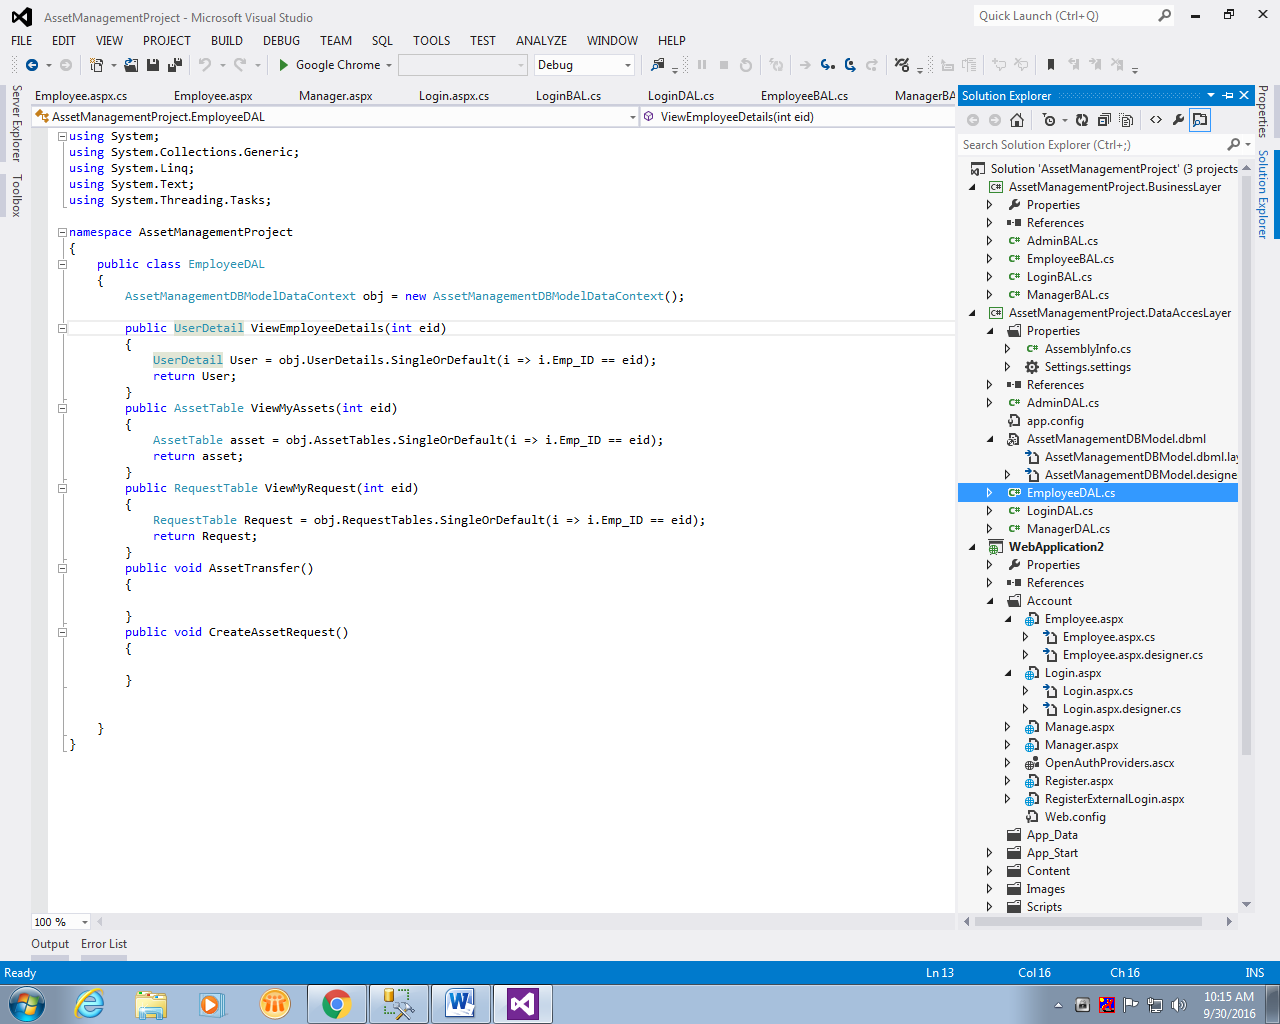 AssetManagementProject - Microsoft Visual Studio
Quick Launch (Ctrl+Q)
FILE EDIT VIEW PROJECT BUILD DEBUG TEAM SQL TOOLS TEST ANALYZE WINDOW HELP
Google Chrome Debug
Employee.aspx.cs Employee.aspx Manager.aspx Login.aspx.cs LoginBAL.cs LoginDAL.cs EmployeeBAL.cs ManagerBA
AssetManagementProject.EmployeeDAL ViewEmployeeDetails(int eid)
Server Explorer
Toolbox
using System;
using System.Collections.Generic;
using System.Linq;
using System.Text;
using System.Threading.Tasks;
namespace AssetManagementProject
{
public class EmployeeDAL
{
AssetManagementDBModelDataContext obj = new AssetManagementDBModelDataContext();
public UserDetail ViewEmployeeDetails(int eid)
{
UserDetail User = obj.UserDetails.SingleOrDefault(i => i.Emp_ID == eid);
return User;
}
public AssetTable ViewMyAssets(int eid)
{
AssetTable asset = obj.AssetTables.SingleOrDefault(i => i.Emp_ID == eid);
return asset;
}
public RequestTable ViewMyRequest(int eid)
{
RequestTable Request = obj.RequestTables.SingleOrDefault(i => i.Emp_ID == eid);
return Request;
}
public void AssetTransfer()
{
}
public void CreateAssetRequest()
{
}
}
}
100 %
Output Error List
Solution Explorer
Search Solution Explorer (Ctrl+;)
Solution 'AssetManagementProject' (3 projects
AssetManagementProject.BusinessLayer
Properties
References
AdminBAL.cs
EmployeeBAL.cs
LoginBAL.cs
ManagerBAL.cs
AssetManagementProject.DataAccesLayer
Properties
AssemblyInfo.cs
Settings.settings
References
AdminDAL.cs
app.config
AssetManagementDBModel.dbml
AssetManagementDBModel.dbml.lay
AssetManagementDBModel.designe
EmployeeDAL.cs
LoginDAL.cs
ManagerDAL.cs
WebApplication2
Properties
References
Account
Employee.aspx
Employee.aspx.cs
Employee.aspx.designer.cs
Login.aspx
Login.aspx.cs
Login.aspx.designer.cs
Manage.aspx
Manager.aspx
OpenAuthProviders.ascx
Register.aspx
RegisterExternalLogin.aspx
Web.config
App_Data
App_Start
Content
Images
Scripts
Properties
Solution Explorer
Ready Ln 13 Col 16 Ch 16 INS
10:15 AM
9/30/2016